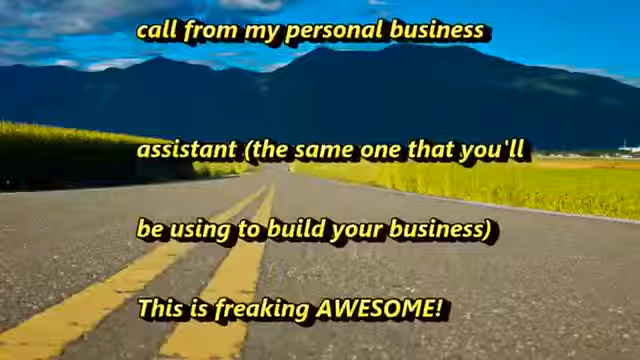 call from my personal business
assistant (the same one that you'll
be using to build your business)
This is freaking AWESOME!